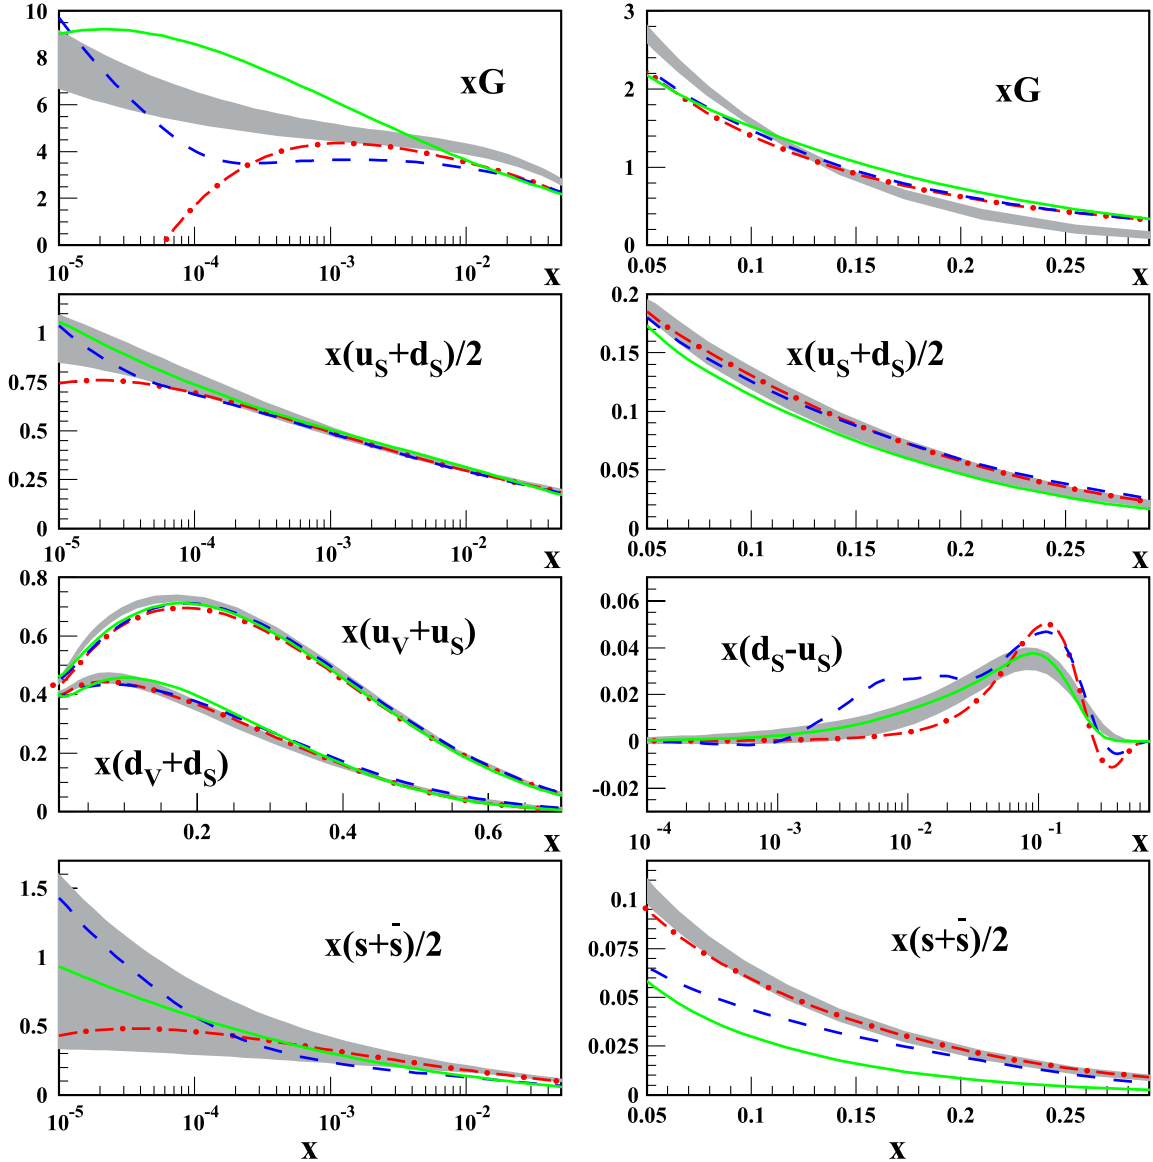 10
8
6
4
2
0
xG
10^-5 10^-4 10^-3 10^-2 x
3
2
1
0
xG
0.05 0.1 0.15 0.2 0.25 x
1
0.75
0.5
0.25
0
x(u_S+d_S)/2
10^-5 10^-4 10^-3 10^-2 x
0.2
0.15
0.1
0.05
0
x(u_S+d_S)/2
0.05 0.1 0.15 0.2 0.25 x
0.8
0.6
0.4
0.2
0
x(u_V+u_S)
x(d_V+d_S)
0.2 0.4 0.6 x
0.06
0.04
0.02
0
-0.02
x(d_S-u_S)
10^-4 10^-3 10^-2 10^-1 x
1.5
1
0.5
0
x(s+s̄)/2
10^-5 10^-4 10^-3 10^-2
x
0.1
0.075
0.05
0.025
0
x(s+s̄)/2
0.05 0.1 0.15 0.2 0.25
x